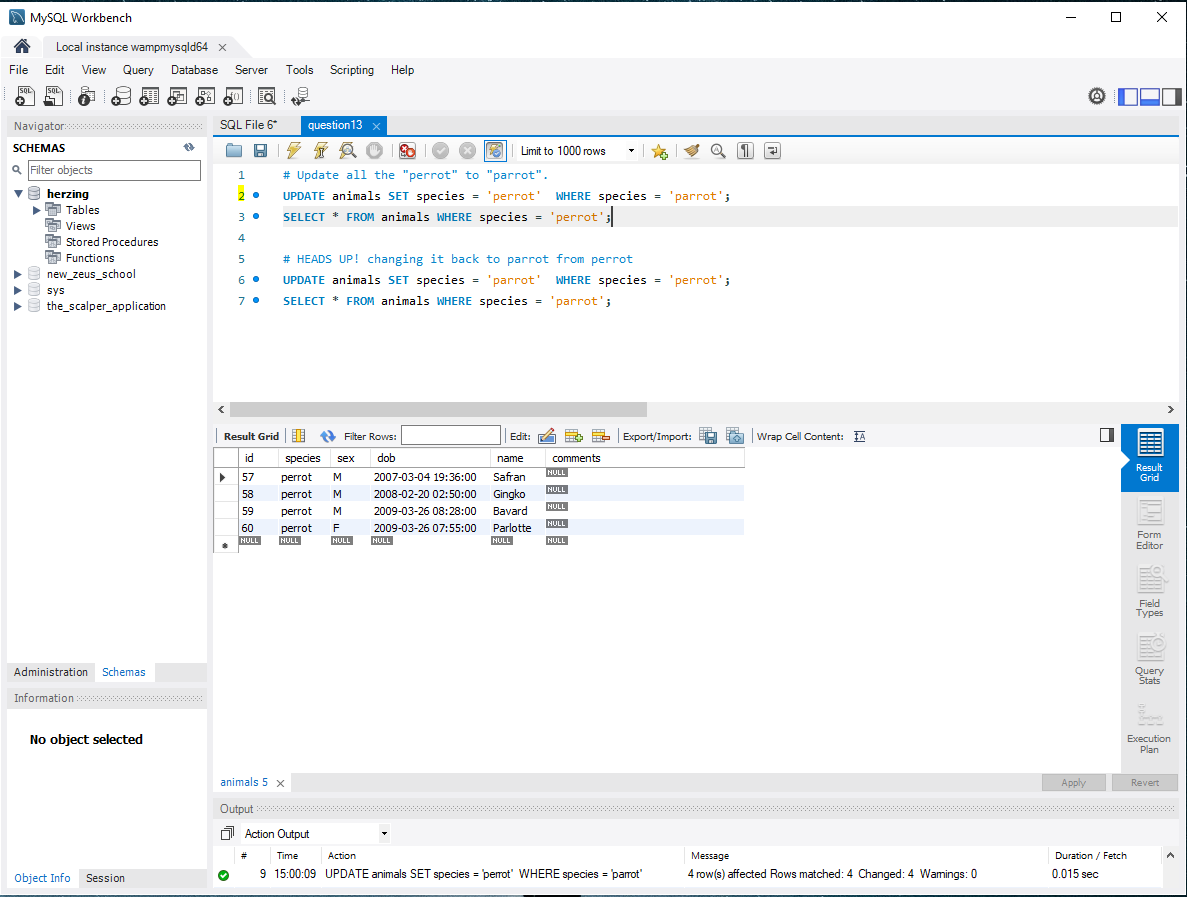 MySQL Workbench
Local instance wampmysqld64
File Edit View Query Database Server Tools Scripting Help
Navigator
SQL File 6* question13
SCHEMAS
Limit to 1000 rows
Filter objects
herzing
Tables
Views
Stored Procedures
Functions
new_zeus_school
sys
the_scalper_application
1 # Update all the "perrot" to "parrot".
2 UPDATE animals SET species = 'perrot'  WHERE species = 'parrot';
3 SELECT * FROM animals WHERE species = 'perrot';
4
5 # HEADS UP! changing it back to parrot from perrot
6 UPDATE animals SET species = 'parrot'  WHERE species = 'perrot';
7 SELECT * FROM animals WHERE species = 'parrot';
Result Grid Filter Rows: Edit: Export/Import: Wrap Cell Content:
id species sex dob name comments
57 perrot M 2007-03-04 19:36:00 Safran NULL
58 perrot M 2008-02-20 02:50:00 Gingko NULL
59 perrot M 2009-03-26 08:28:00 Bavard NULL
60 perrot F 2009-03-26 07:55:00 Parlotte NULL
NULL NULL NULL NULL NULL NULL
Result
Grid
Form
Editor
Field
Types
Query
Stats
Execution
Plan
Administration Schemas
Information
No object selected
animals 5 Apply Revert
Output
Action Output
# Time Action Message Duration / Fetch
9 15:00:09 UPDATE animals SET species = 'perrot'  WHERE species = 'parrot' 4 row(s) affected Rows matched: 4  Changed: 4  Warnings: 0 0.015 sec
Object Info Session